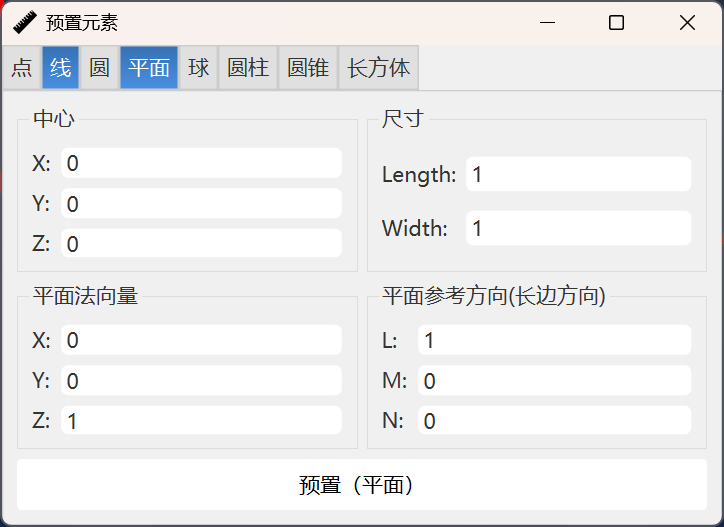 预置元素
点 线 圆 平面 球 圆柱 圆锥 长方体
中心
X: 0
Y: 0
Z: 0
尺寸
Length: 1
Width: 1
平面法向量
X: 0
Y: 0
Z: 1
平面参考方向(长边方向)
L: 1
M: 0
N: 0
预置（平面）